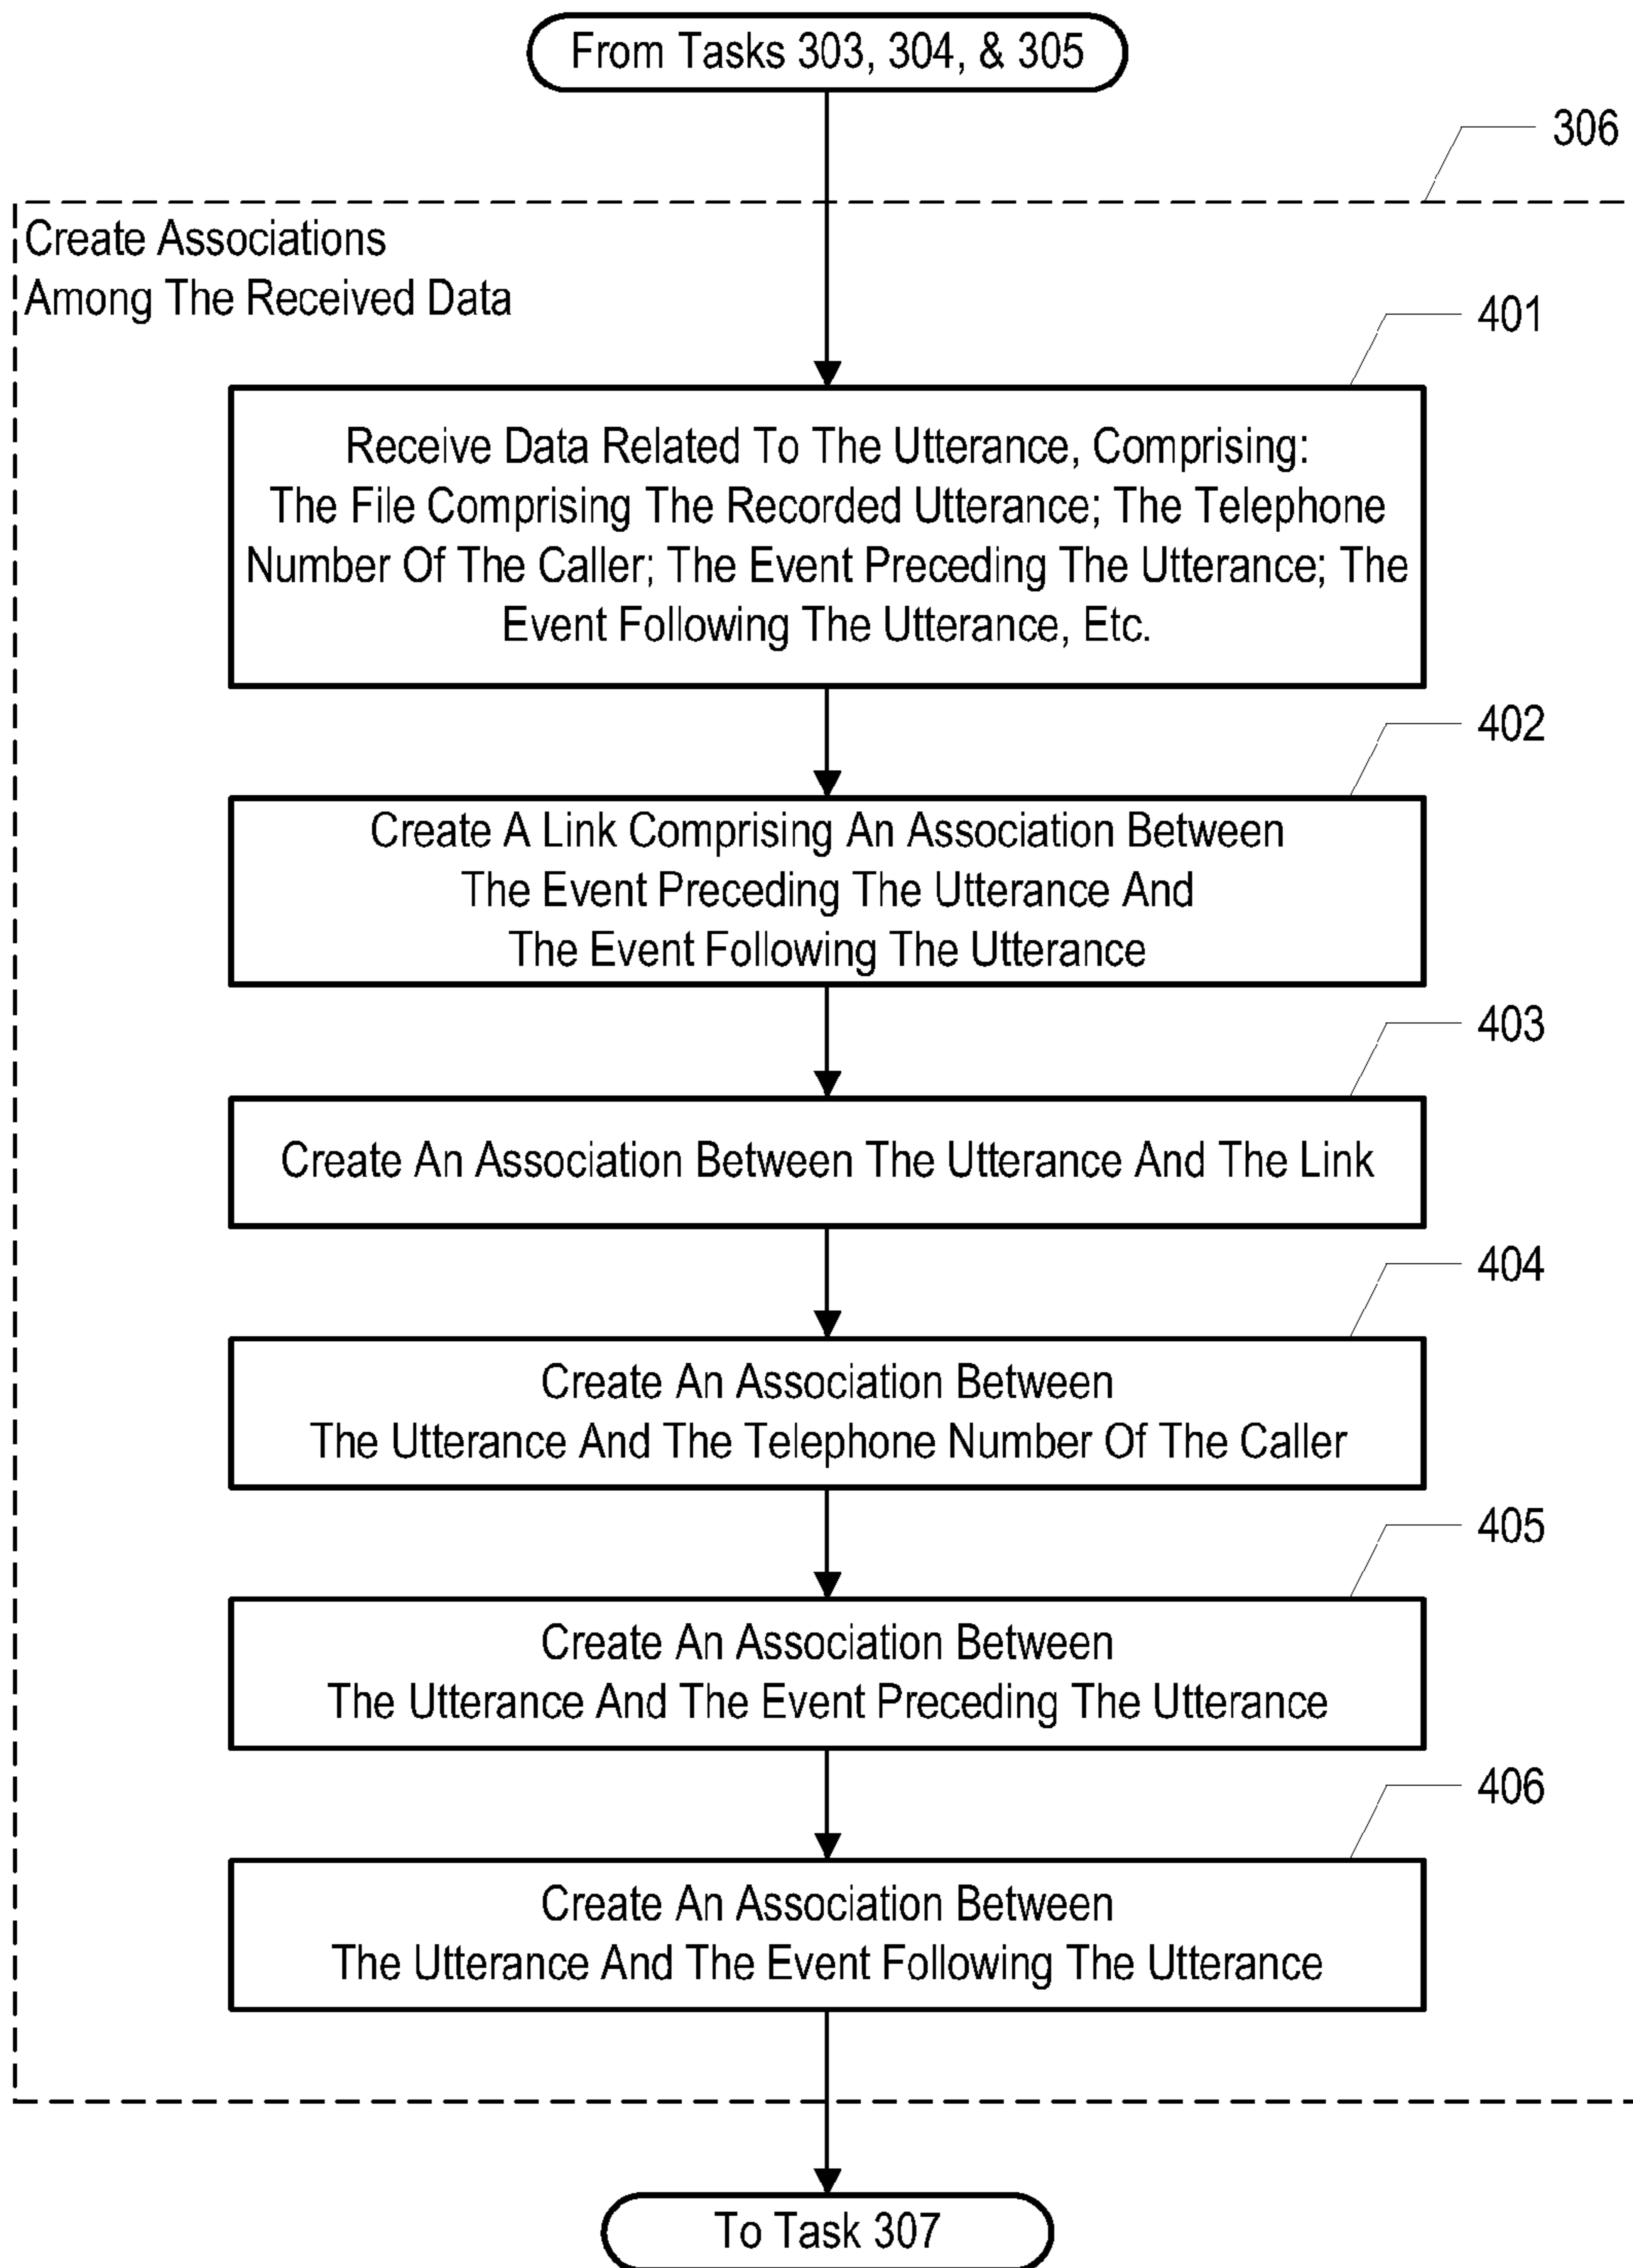 From Tasks 303, 304, & 305
306
Create Associations
Among The Received Data
401
Receive Data Related To The Utterance, Comprising:
The File Comprising The Recorded Utterance; The Telephone
Number Of The Caller; The Event Preceding The Utterance; The
Event Following The Utterance, Etc.
402
Create A Link Comprising An Association Between
The Event Preceding The Utterance And
The Event Following The Utterance
403
Create An Association Between The Utterance And The Link
404
Create An Association Between
The Utterance And The Telephone Number Of The Caller
405
Create An Association Between
The Utterance And The Event Preceding The Utterance
406
Create An Association Between
The Utterance And The Event Following The Utterance
To Task 307